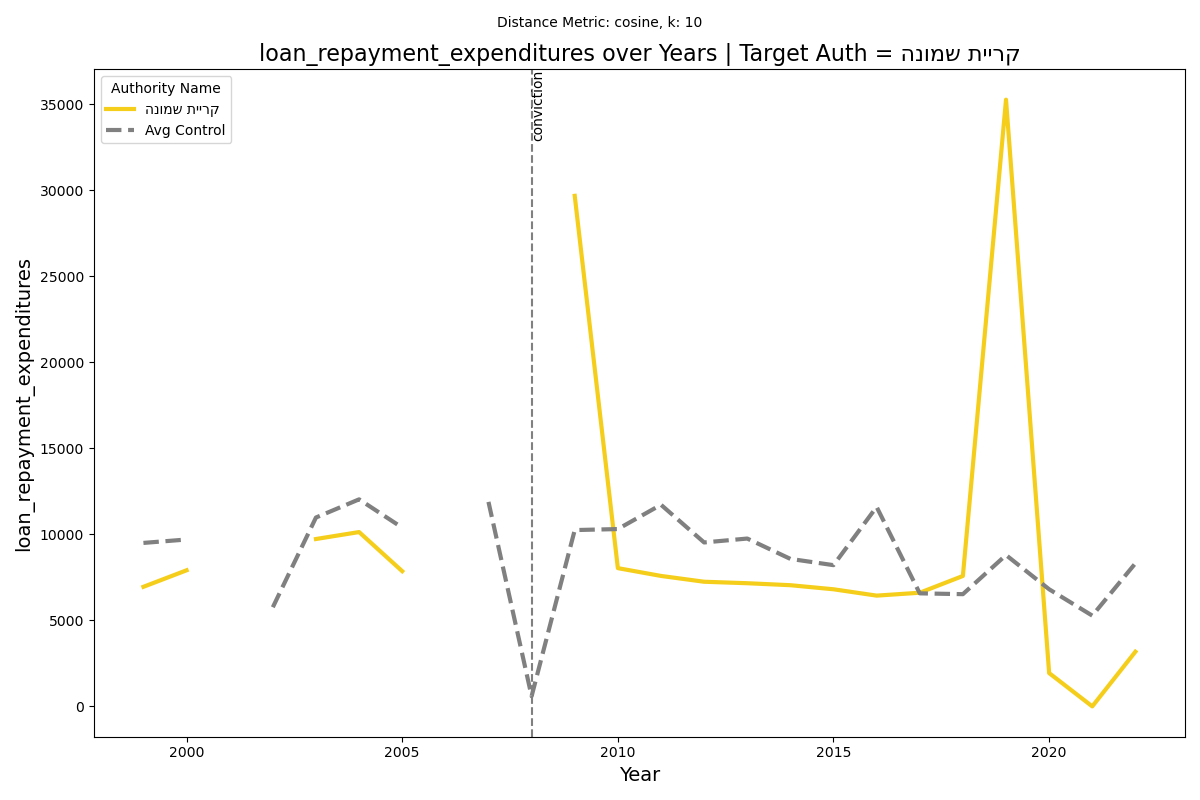 Distance Metric: cosine, k: 10
loan_repayment_expenditures over Years | Target Auth = קריית שמונה
Authority Name
קריית שמונה
Avg Control
conviction
35000
30000
25000
20000
15000
10000
5000
0
loan_repayment_expenditures
2000
2005
2010
2015
2020
Year